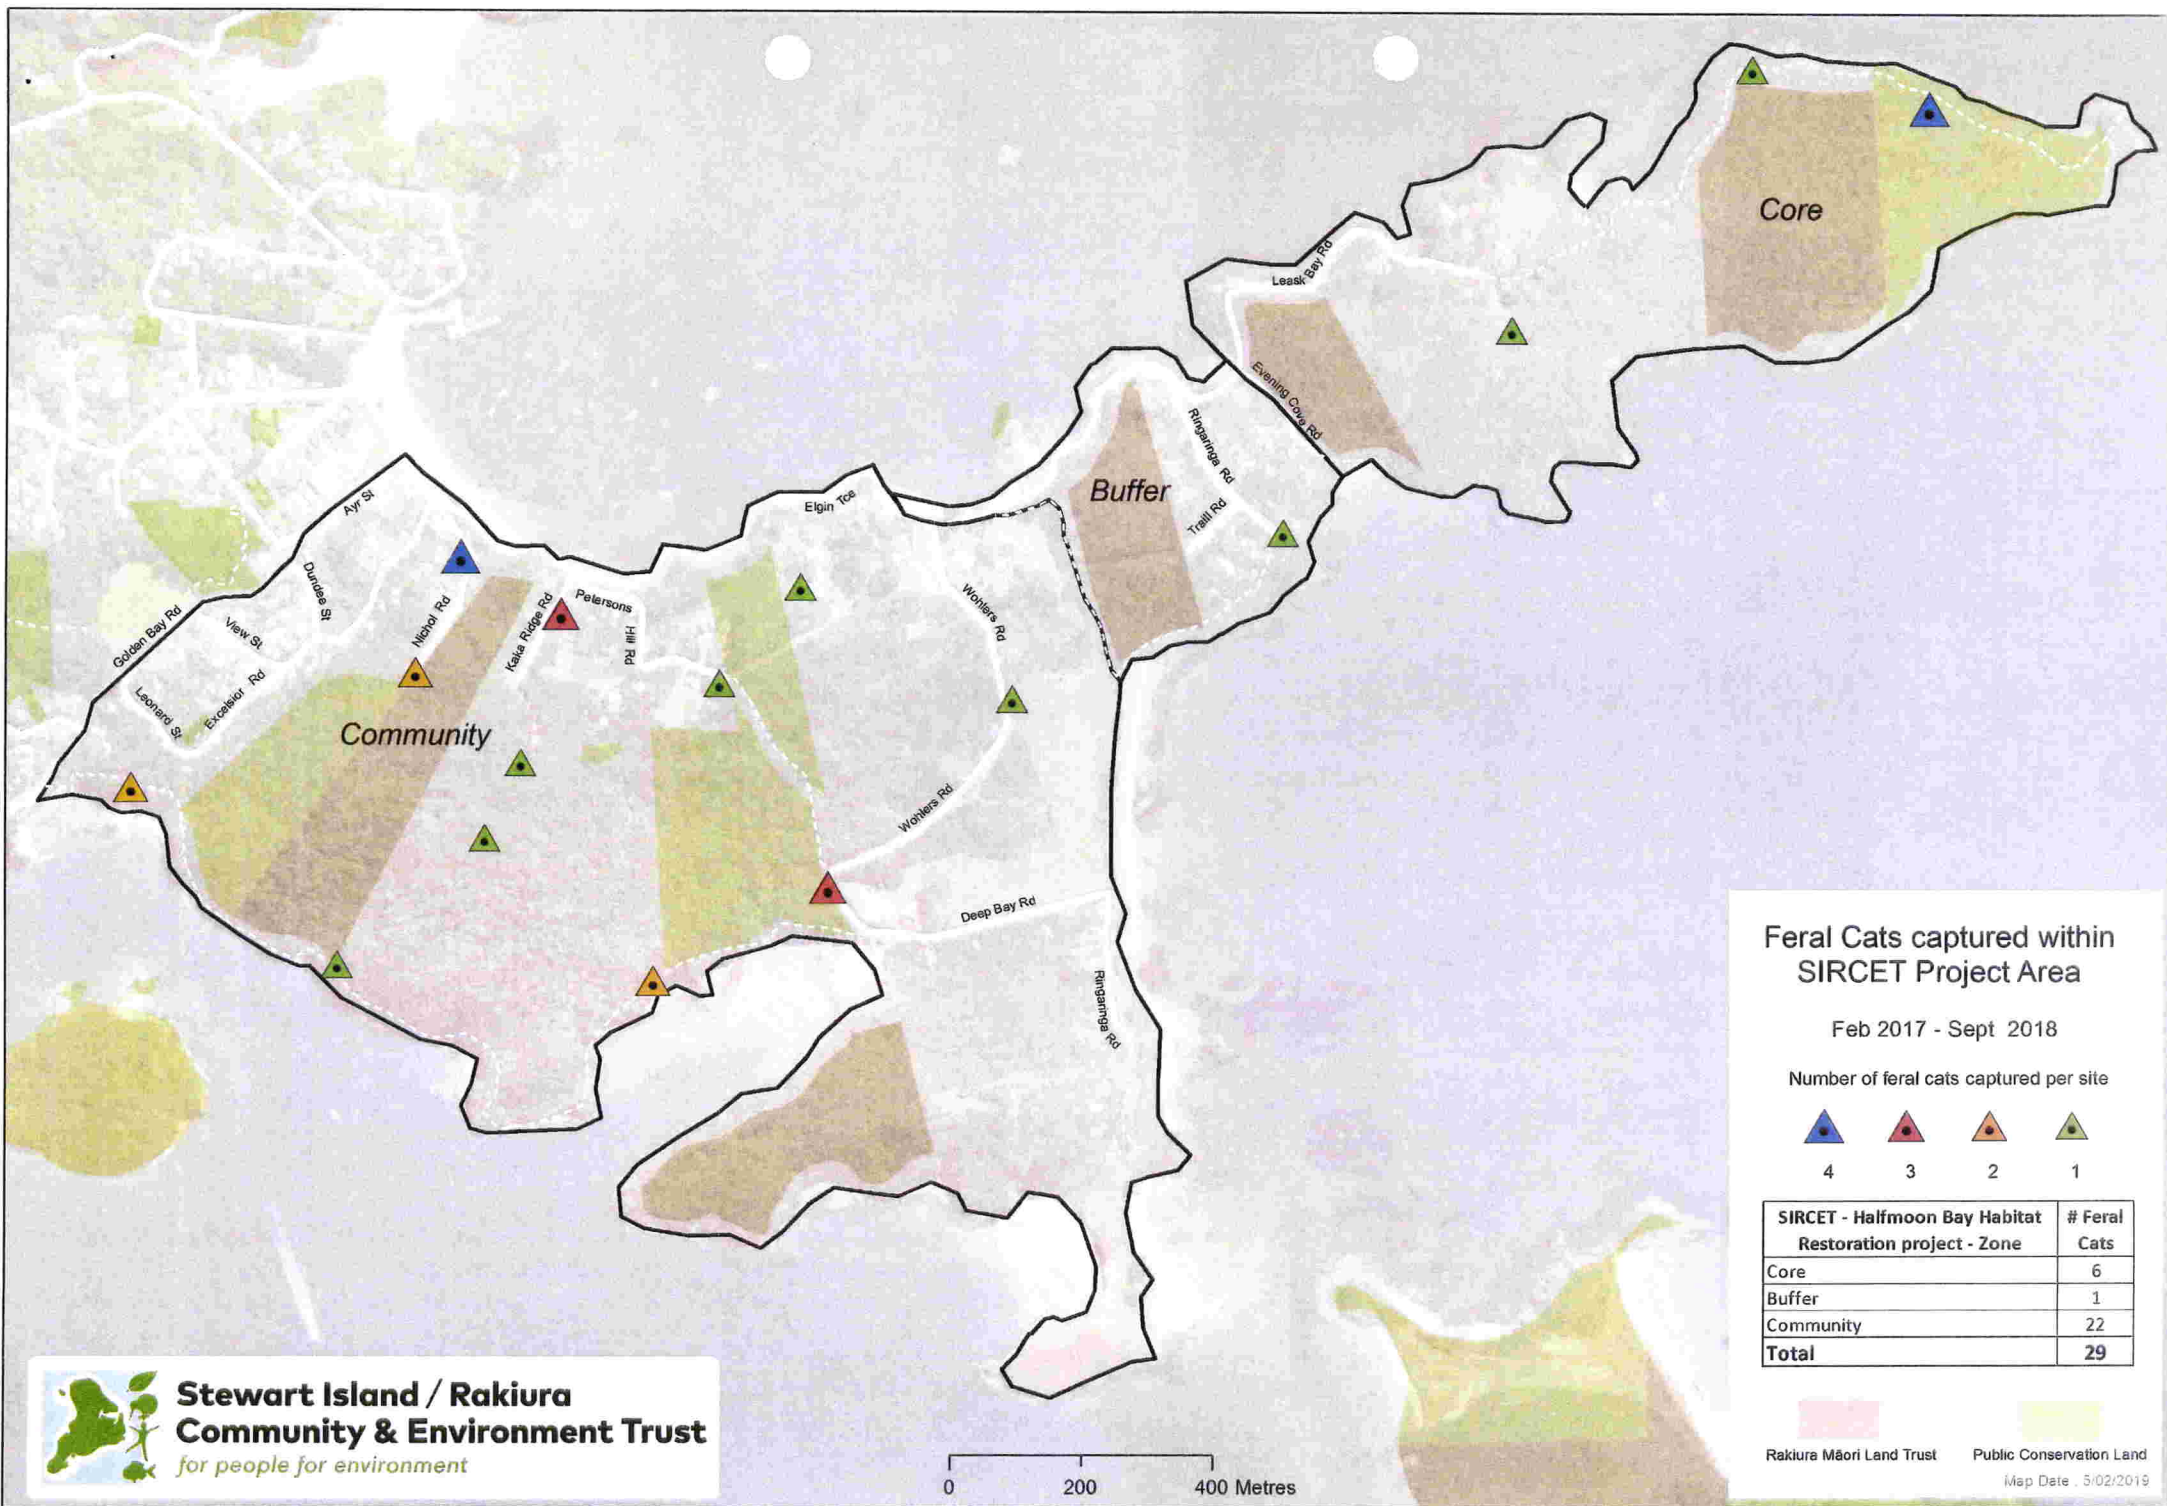 Core
Leask Bay Rd
Evening Cove Rd
Ringaringa Rd
Buffer
Traill Rd
Elgin Tce
Ayr St
Dundee St
Golden Bay Rd
View St
Nichol Rd
Kaka Ridge Rd
Petersons
Hill Rd
Wohlers Rd
Leonard St
Excelsior Rd
Community
Wohlers Rd
Deep Bay Rd
Ringaringa Rd
Feral Cats captured within
SIRCET Project Area
Feb 2017 - Sept 2018
Number of feral cats captured per site
4 3 2 1
SIRCET - Halfmoon Bay Habitat # Feral
Restoration project - Zone Cats
Core 6
Buffer 1
Community 22
Total 29
Rakiura Māori Land Trust Public Conservation Land
Map Date . 5/02/2019
Stewart Island / Rakiura
Community & Environment Trust
for people for environment
0 200 400 Metres